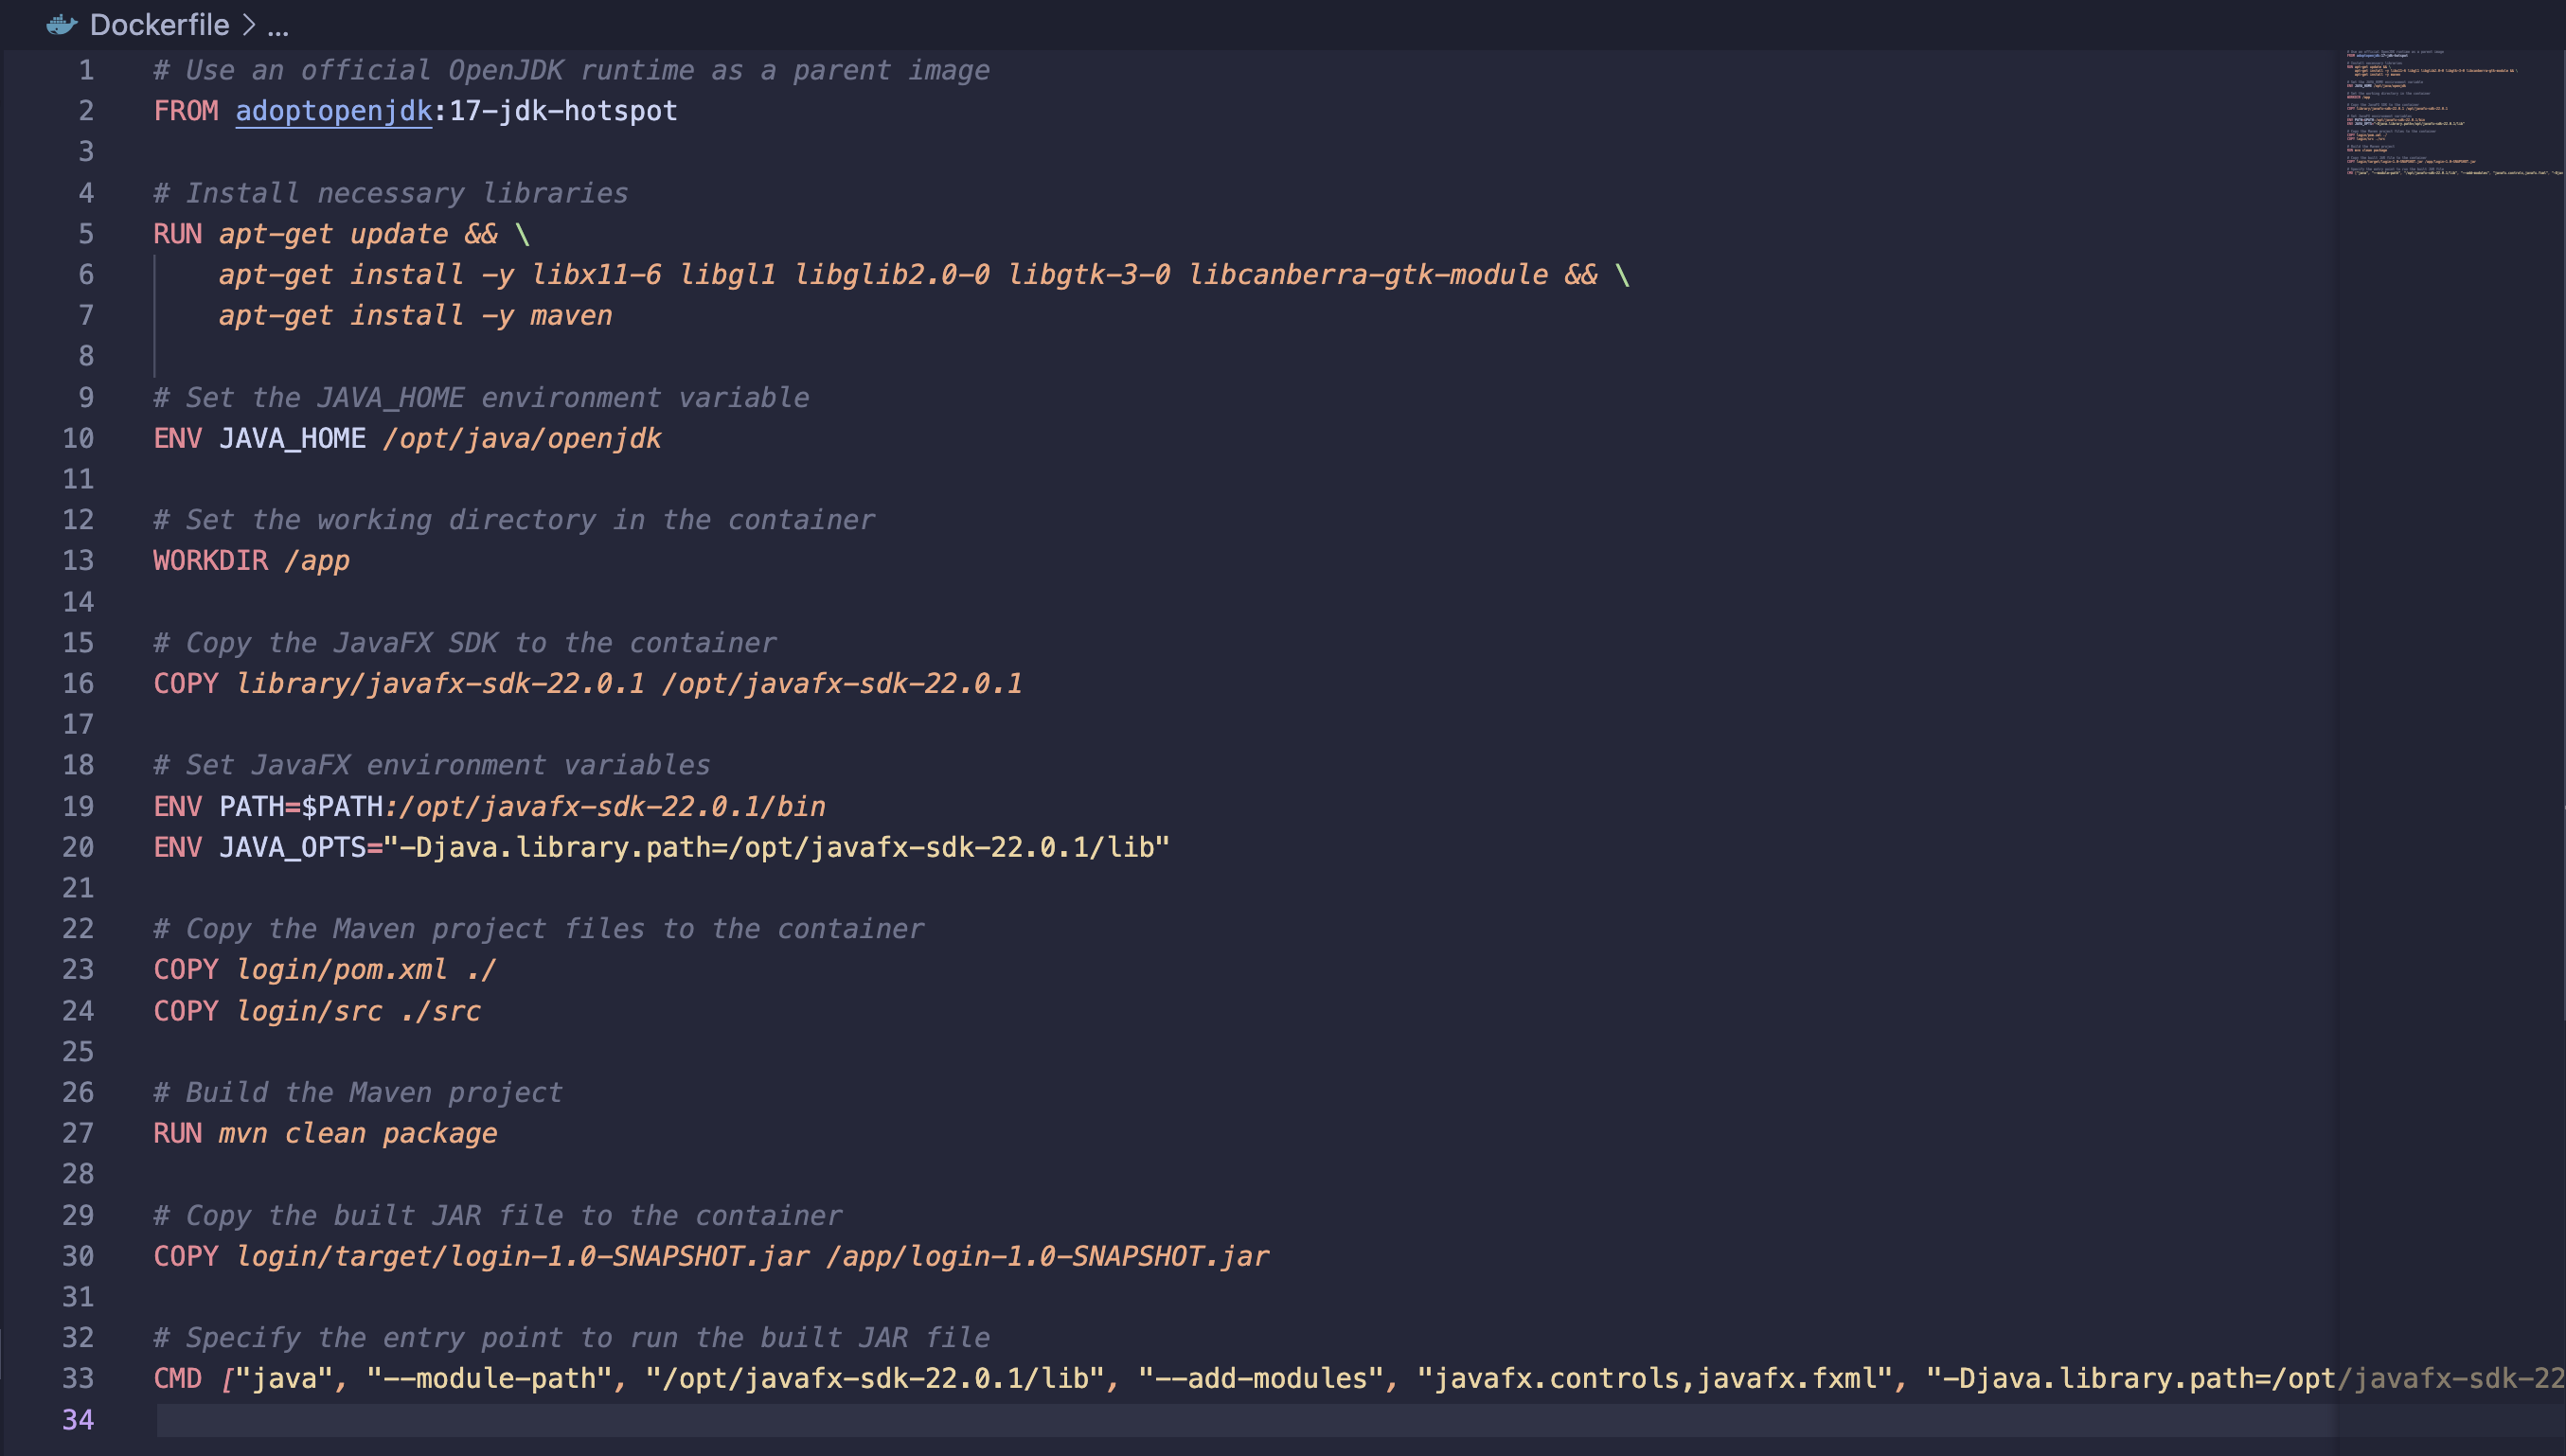 Dockerfile > ...
1 # Use an official OpenJDK runtime as a parent image
2 FROM adoptopenjdk:17-jdk-hotspot
3
4 # Install necessary libraries
5 RUN apt-get update && \
6     apt-get install -y libx11-6 libgl1 libglib2.0-0 libgtk-3-0 libcanberra-gtk-module && \
7     apt-get install -y maven
8
9 # Set the JAVA_HOME environment variable
10 ENV JAVA_HOME /opt/java/openjdk
11
12 # Set the working directory in the container
13 WORKDIR /app
14
15 # Copy the JavaFX SDK to the container
16 COPY library/javafx-sdk-22.0.1 /opt/javafx-sdk-22.0.1
17
18 # Set JavaFX environment variables
19 ENV PATH=$PATH:/opt/javafx-sdk-22.0.1/bin
20 ENV JAVA_OPTS="-Djava.library.path=/opt/javafx-sdk-22.0.1/lib"
21
22 # Copy the Maven project files to the container
23 COPY login/pom.xml ./
24 COPY login/src ./src
25
26 # Build the Maven project
27 RUN mvn clean package
28
29 # Copy the built JAR file to the container
30 COPY login/target/login-1.0-SNAPSHOT.jar /app/login-1.0-SNAPSHOT.jar
31
32 # Specify the entry point to run the built JAR file
33 CMD ["java", "--module-path", "/opt/javafx-sdk-22.0.1/lib", "--add-modules", "javafx.controls,javafx.fxml", "-Djava.library.path=/opt/javafx-sdk-22
34